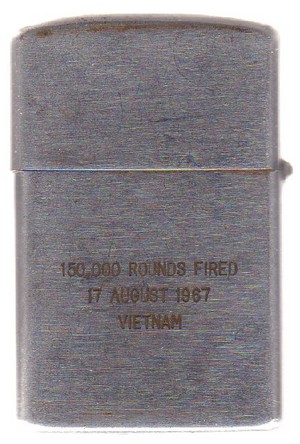 150,000 ROUNDS FIRED
17 AUGUST 1967
VIETNAM